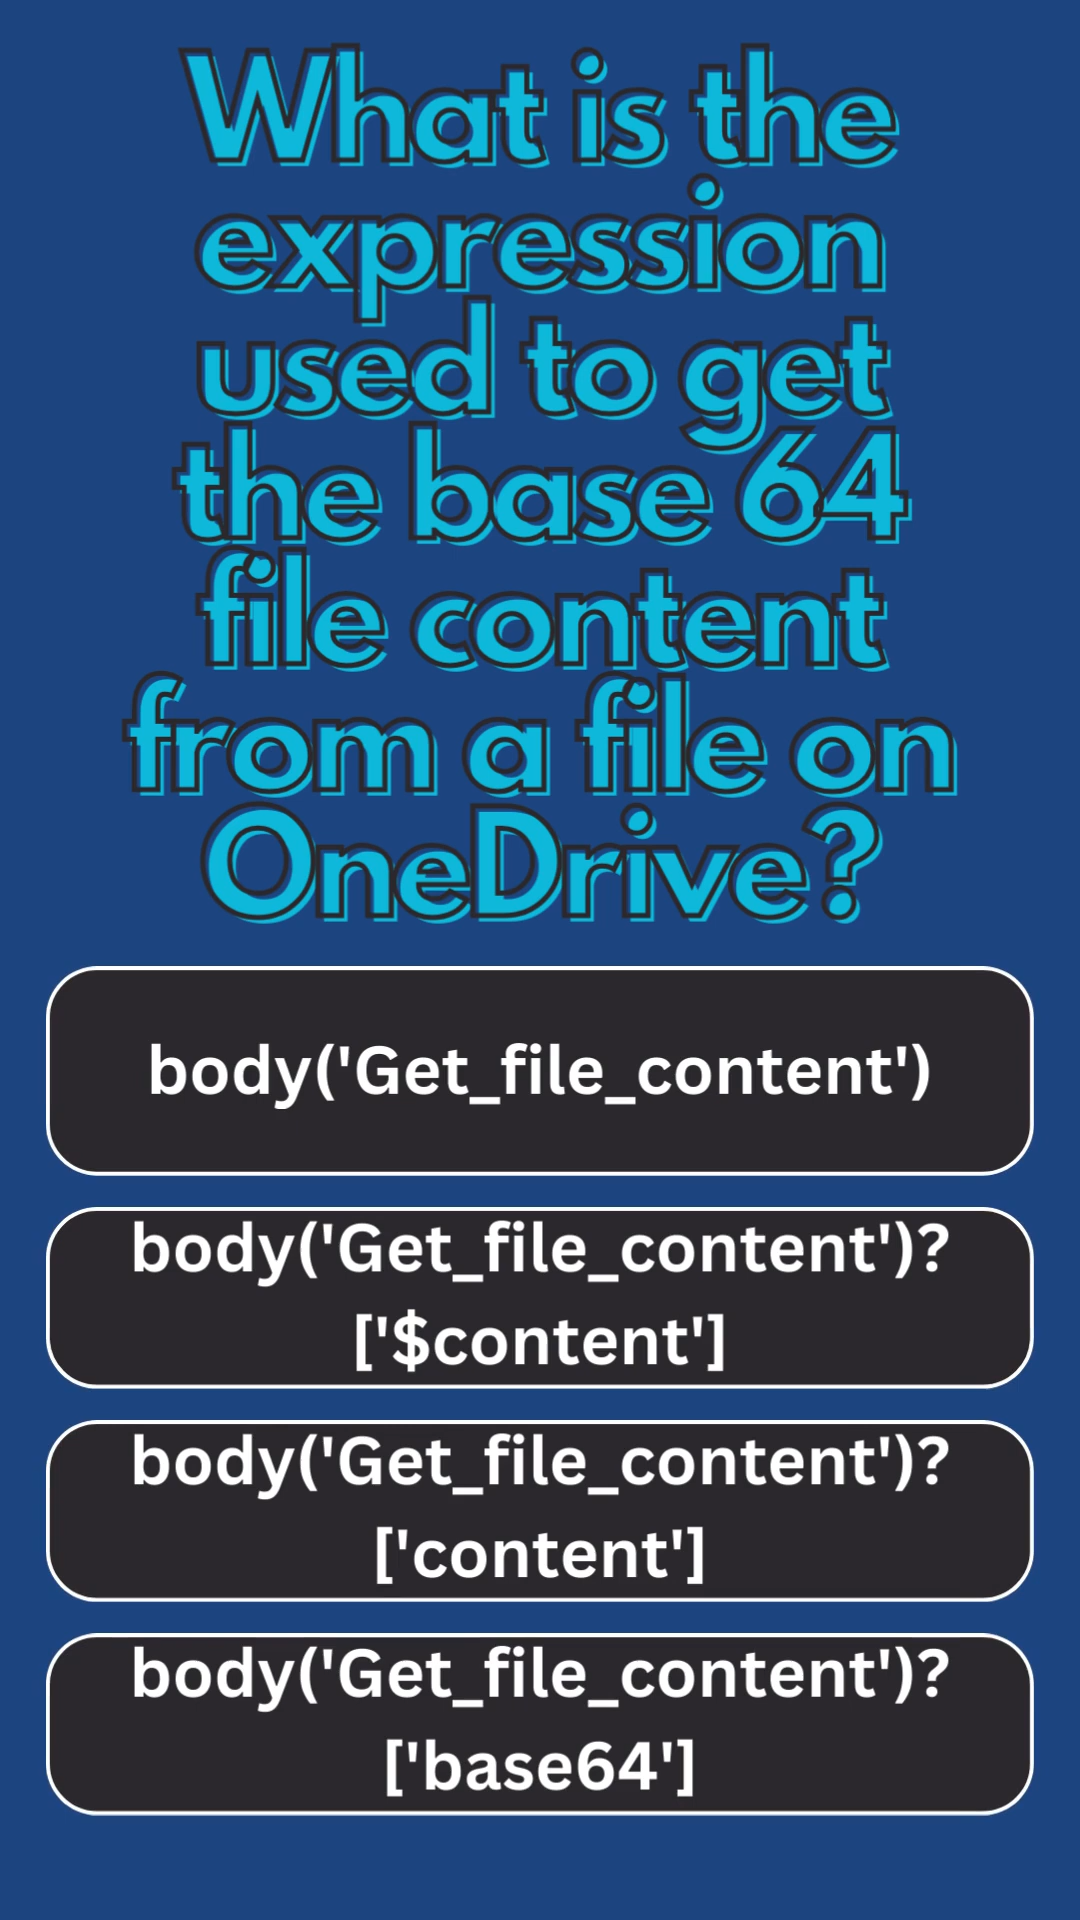 What is the
expression
used to get
the base 64
file content
from a file on
OneDrive?
body('Get_file_content')
body('Get_file_content')?
['$content']
body('Get_file_content')?
['content']
body('Get_file_content')?
['base64']